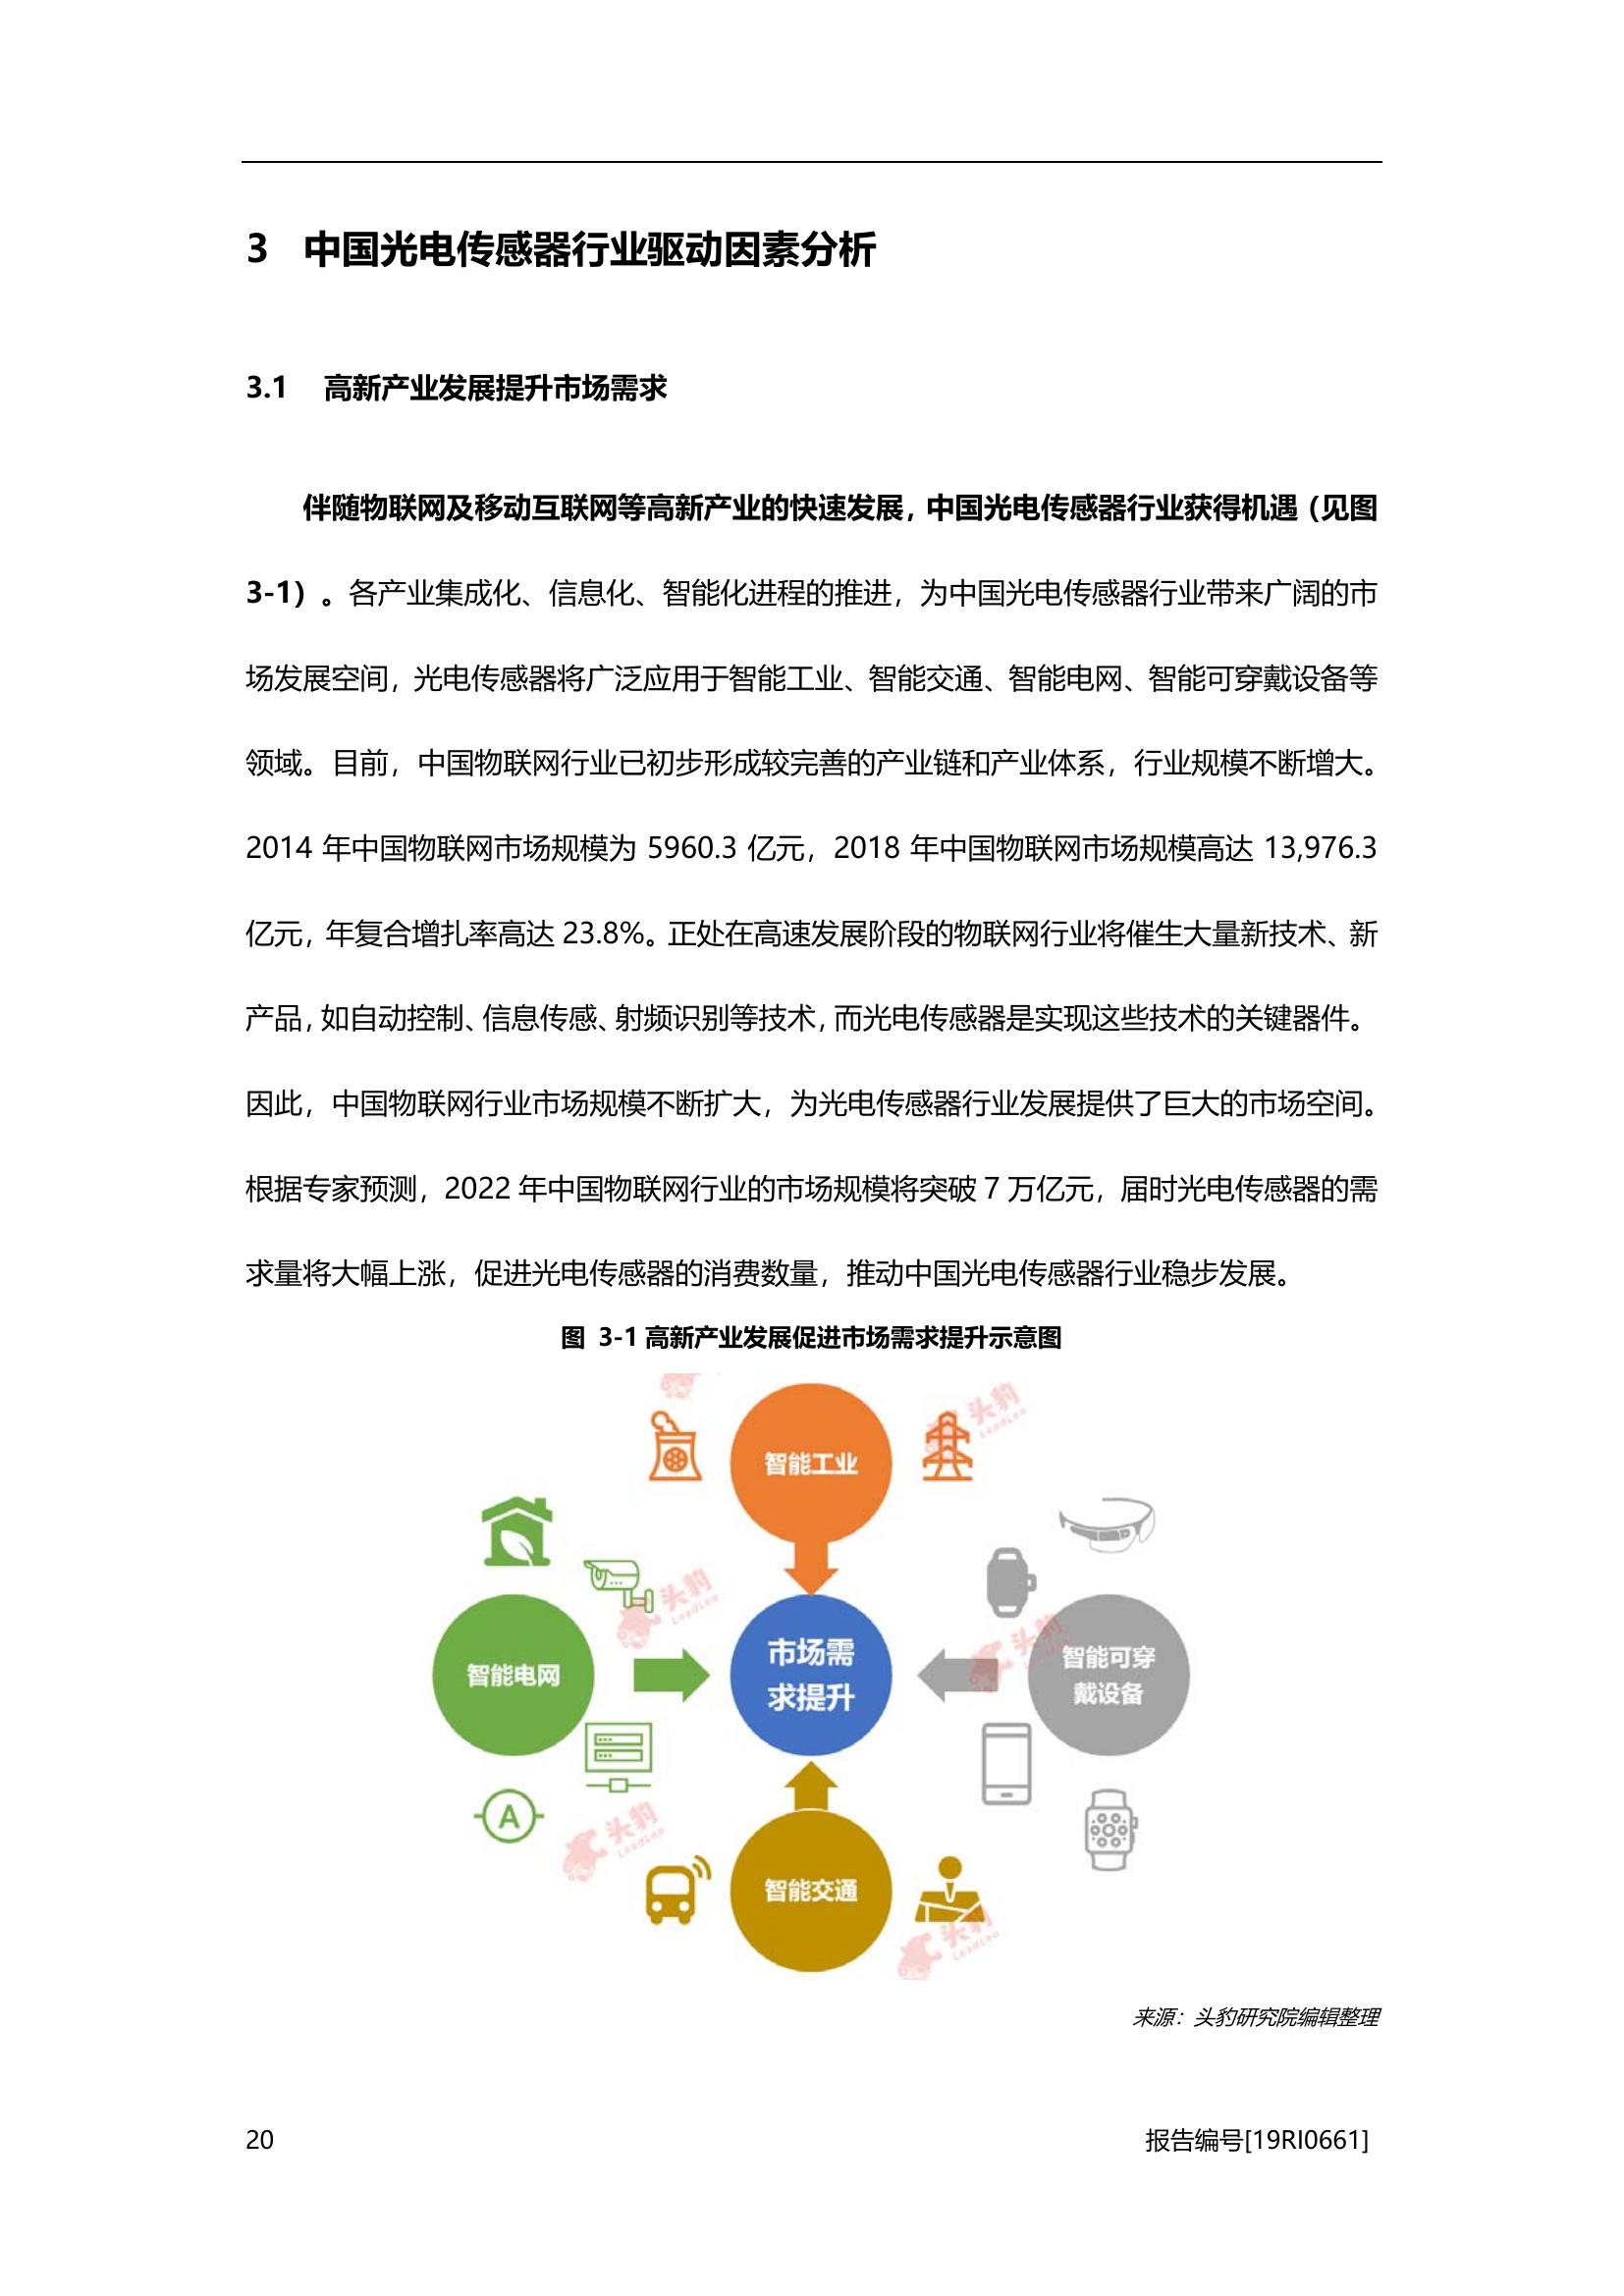 3 中国光电传感器行业驱动因素分析
3.1 高新产业发展提升市场需求
伴随物联网及移动互联网等高新产业的快速发展，中国光电传感器行业获得机遇（见图
3-1）。各产业集成化、信息化、智能化进程的推进，为中国光电传感器行业带来广阔的市
场发展空间，光电传感器将广泛应用于智能工业、智能交通、智能电网、智能可穿戴设备等
领域。目前，中国物联网行业已初步形成较完善的产业链和产业体系，行业规模不断增大。
2014 年中国物联网市场规模为 5960.3 亿元，2018 年中国物联网市场规模高达 13,976.3
亿元，年复合增扎率高达 23.8%。正处在高速发展阶段的物联网行业将催生大量新技术、新
产品，如自动控制、信息传感、射频识别等技术，而光电传感器是实现这些技术的关键器件。
因此，中国物联网行业市场规模不断扩大，为光电传感器行业发展提供了巨大的市场空间。
根据专家预测，2022 年中国物联网行业的市场规模将突破 7 万亿元，届时光电传感器的需
求量将大幅上涨，促进光电传感器的消费数量，推动中国光电传感器行业稳步发展。
图 3-1 高新产业发展促进市场需求提升示意图
头豹
LeadLeo
智能工业
头豹
LeadLeo
智能电网
市场需
求提升
头豹
智能可穿
戴设备
A
头豹
LeadLeo
智能交通
头豹
LeadLeo
来源：头豹研究院编辑整理
20
报告编号[19RI0661]